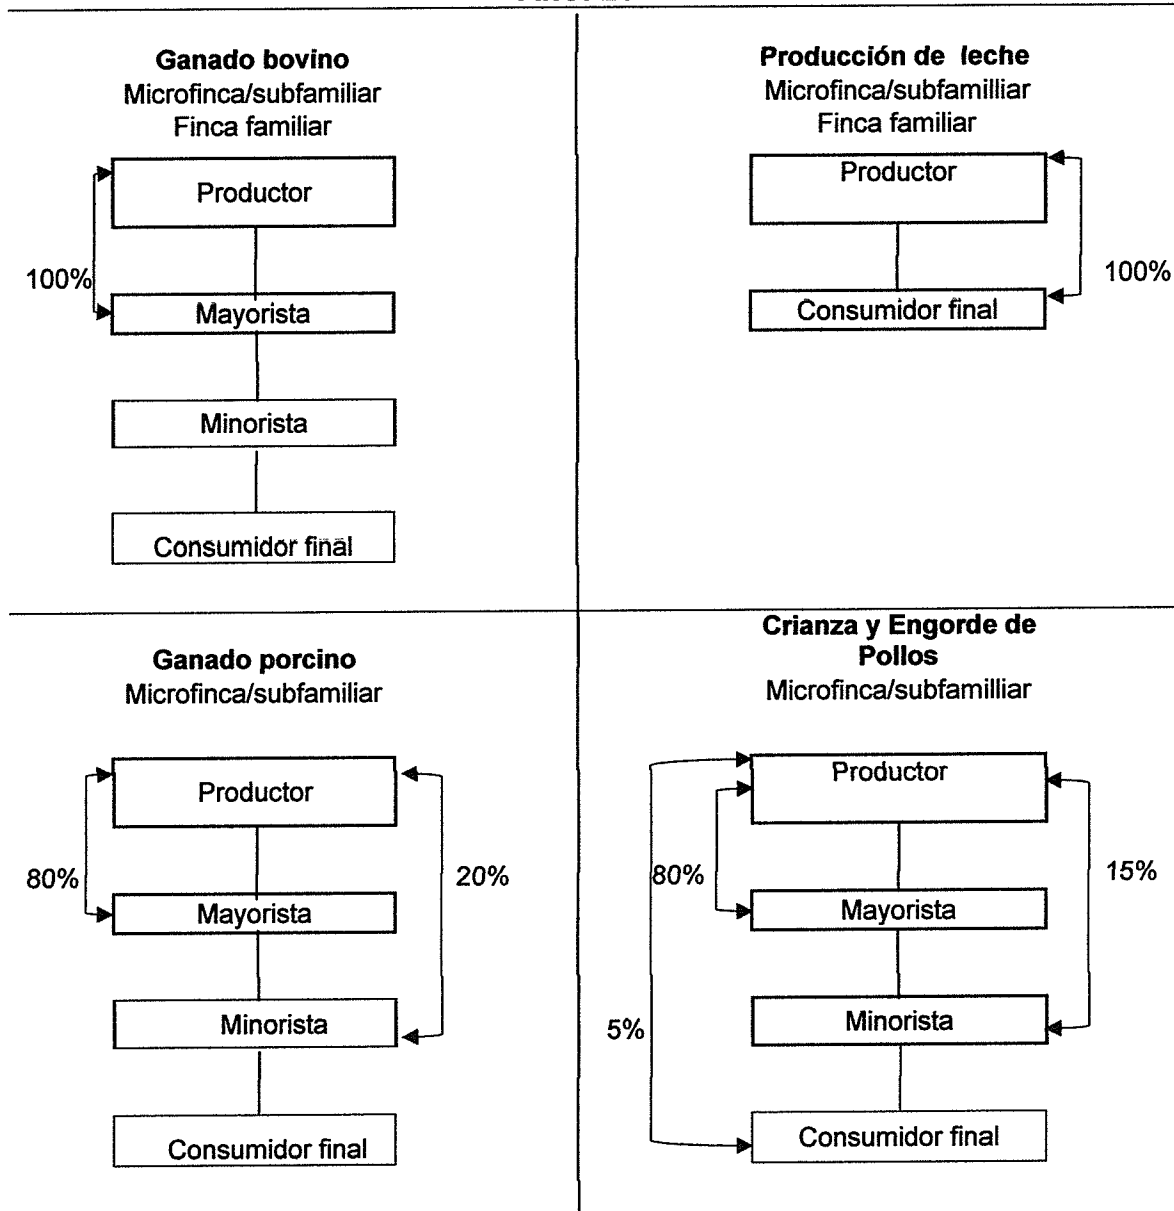 Ganado bovino
Microfinca/subfamiliar
Finca familiar
Productor
100%
Mayorista
Minorista
Consumidor final
Producción de leche
Microfinca/subfamilliar
Finca familiar
Productor
100%
Consumidor final
Ganado porcino
Microfinca/subfamiliar
Productor
80%
20%
Mayorista
Minorista
Consumidor final
Crianza y Engorde de
Pollos
Microfinca/subfamilliar
Productor
80%
15%
Mayorista
5%
Minorista
Consumidor final